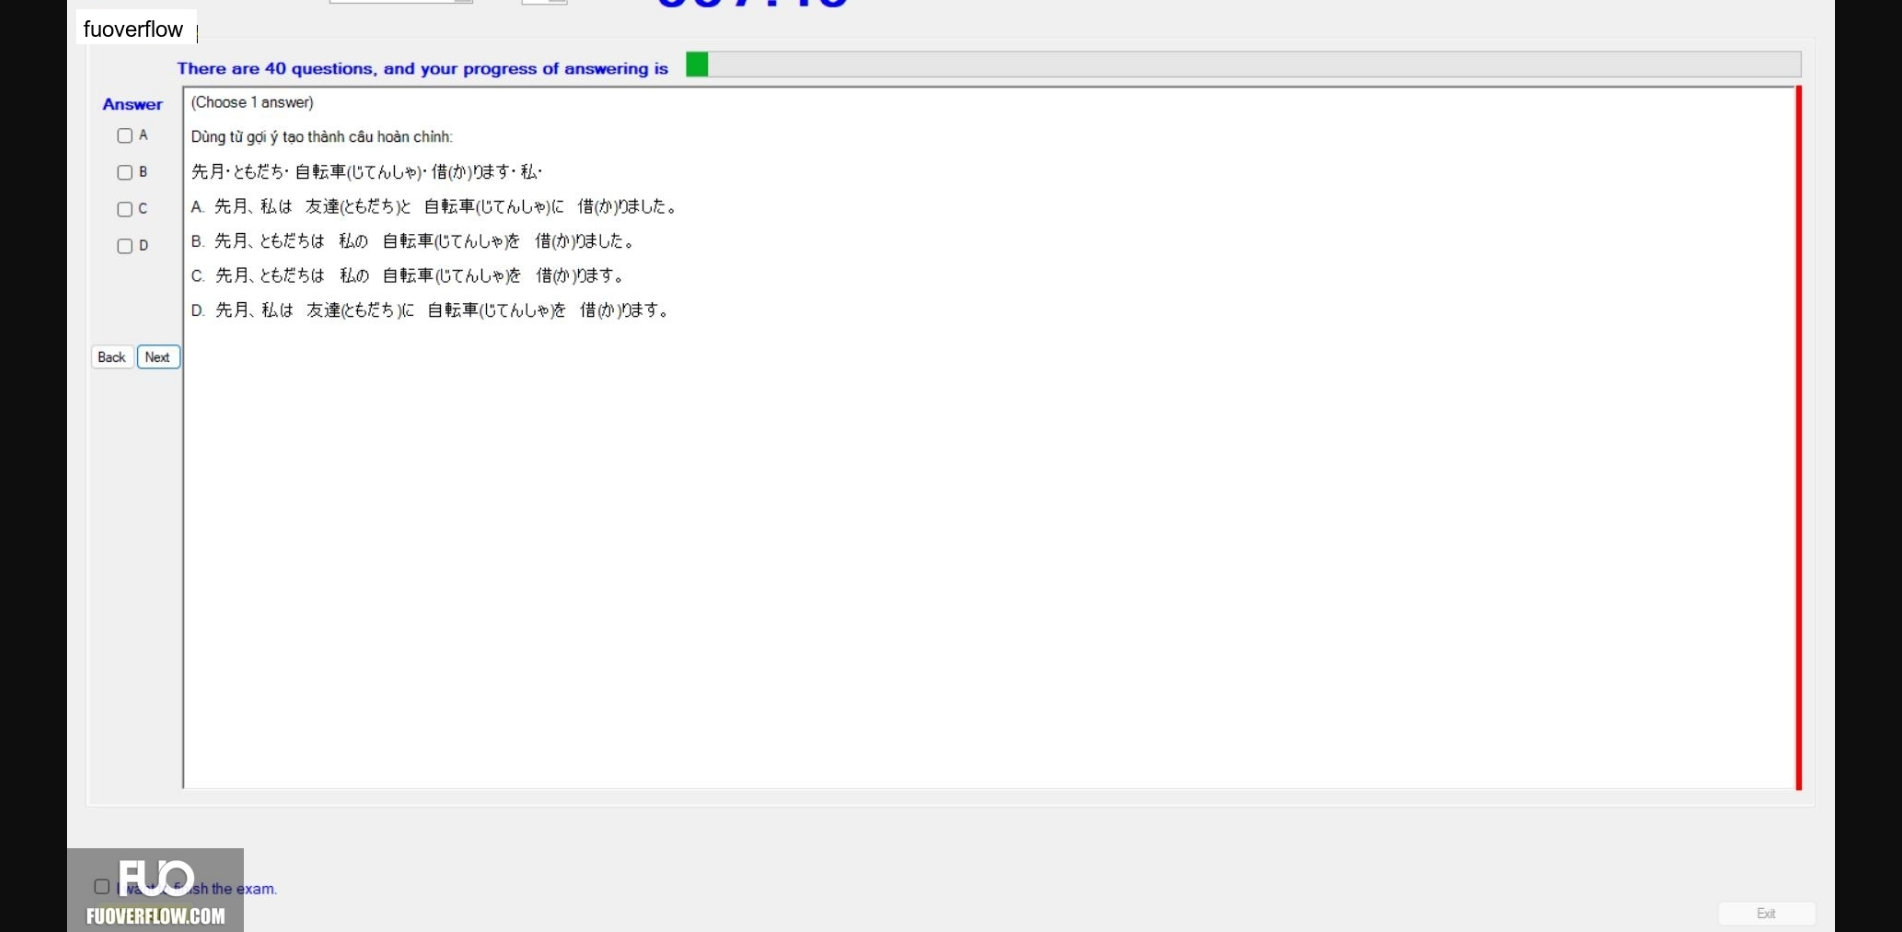 fuoverflow
There are 40 questions, and your progress of answering is
Answer
(Choose 1 answer)
A
Dùng từ gợi ý tạo thành câu hoàn chỉnh:
B
先月・ともだち・ 自転車(じてんしゃ)・ 借(か)ります・ 私・
C
A. 先月、私は 友達(ともだち)と 自転車(じてんしゃ)に 借(か)りました。
D
B. 先月、ともだちは 私の 自転車(じてんしゃ)を 借(か)りました。
C. 先月、ともだちは 私の 自転車(じてんしゃ)を 借(か)ります。
D. 先月、私は 友達(ともだち)に 自転車(じてんしゃ)を 借(か)ります。
Back Next
FUO
the exam.
FUOVERFLOW.COM
Exit